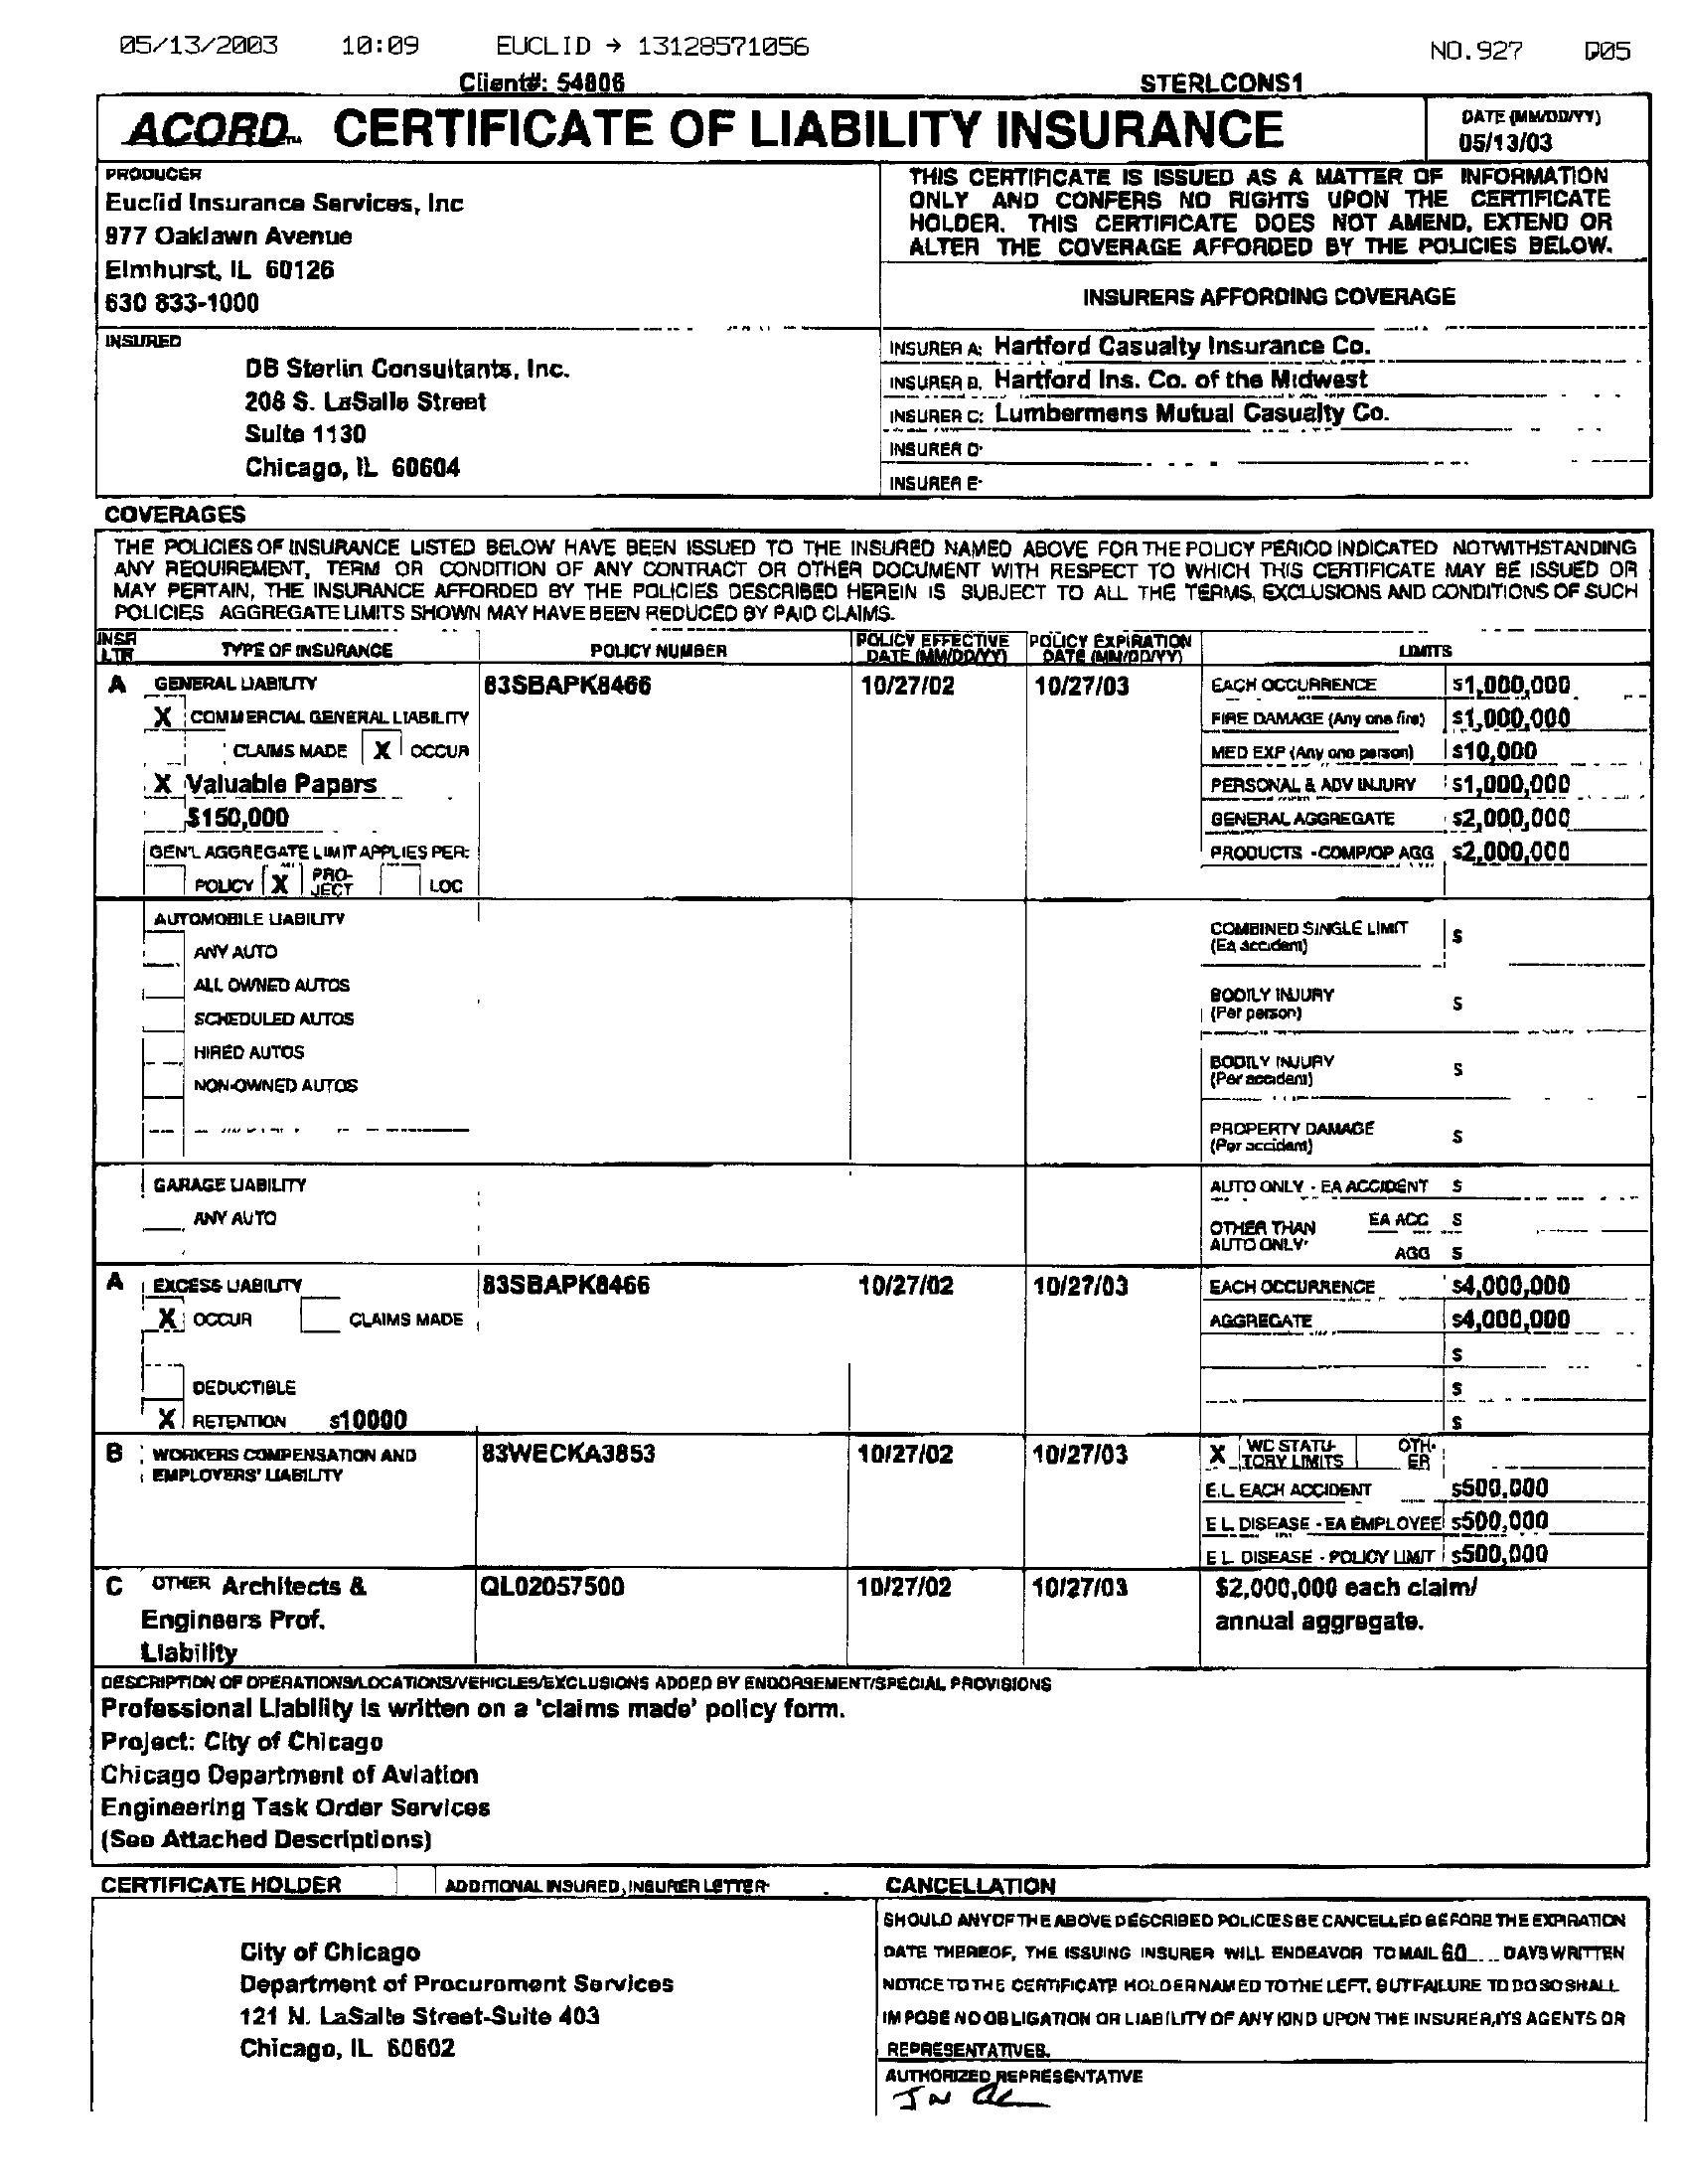 05/13/2003 10:09 EUCLID → 13128571056 NO.927 D05
Client#: 54806 STERLCONS1
ACORD™ CERTIFICATE OF LIABILITY INSURANCE
DATE (MM/DD/YY)
05/13/03
PRODUCER
Euclid Insurance Services, Inc
977 Oaklawn Avenue
Elmhurst, IL 60126
630 833-1000
THIS CERTIFICATE IS ISSUED AS A MATTER OF INFORMATION
ONLY AND CONFERS NO RIGHTS UPON THE CERTIFICATE
HOLDER. THIS CERTIFICATE DOES NOT AMEND, EXTEND OR
ALTER THE COVERAGE AFFORDED BY THE POLICIES BELOW.
INSURERS AFFORDING COVERAGE
INSURED
DB Sterlin Consultants, Inc.
208 S. LaSalle Street
Suite 1130
Chicago, IL 60604
INSURER A: Hartford Casualty Insurance Co.
INSURER B. Hartford Ins. Co. of the Midwest
INSURER C: Lumbermens Mutual Casualty Co.
INSURER D·
INSURER E·
COVERAGES
THE POLICIES OF INSURANCE LISTED BELOW HAVE BEEN ISSUED TO THE INSURED NAMED ABOVE FOR THE POLICY PERIOD INDICATED NOTWITHSTANDING
ANY REQUIREMENT, TERM OR CONDITION OF ANY CONTRACT OR OTHER DOCUMENT WITH RESPECT TO WHICH THIS CERTIFICATE MAY BE ISSUED OR
MAY PERTAIN, THE INSURANCE AFFORDED BY THE POLICIES DESCRIBED HEREIN IS SUBJECT TO ALL THE TERMS, EXCLUSIONS AND CONDITIONS OF SUCH
POLICIES AGGREGATE LIMITS SHOWN MAY HAVE BEEN REDUCED BY PAID CLAIMS.
INSR LTR TYPE OF INSURANCE POLICY NUMBER POLICY EFFECTIVE DATE (MM/DD/YY) POLICY EXPIRATION DATE (MM/DD/YY) LIMITS
A GENERAL LIABILITY 83SBAPK8466 10/27/02 10/27/03 EACH OCCURRENCE $1,000,000
X COMMERCIAL GENERAL LIABILITY FIRE DAMAGE (Any one fire) $1,000,000
CLAIMS MADE X OCCUR MED EXP (Any one person) $10,000
X Valuable Papers PERSONAL & ADV INJURY $1,000,000
$150,000 GENERAL AGGREGATE $2,000,000
GEN'L AGGREGATE LIMIT APPLIES PER: PRODUCTS -COMP/OP AGG $2,000,000
POLICY X PRO-JECT LOC
AUTOMOBILE LIABILITY COMBINED SINGLE LIMIT (Ea accident) $
ANY AUTO
ALL OWNED AUTOS BODILY INJURY (Per person) $
SCHEDULED AUTOS
HIRED AUTOS BODILY INJURY (Per accident) $
NON-OWNED AUTOS
PROPERTY DAMAGE (Per accident) $
GARAGE LIABILITY AUTO ONLY - EA ACCIDENT $
ANY AUTO OTHER THAN AUTO ONLY· EA ACC $
AGG $
A EXCESS LIABILITY 83SBAPK8466 10/27/02 10/27/03 EACH OCCURRENCE $4,000,000
X OCCUR CLAIMS MADE AGGREGATE $4,000,000
$
DEDUCTIBLE $
X RETENTION $10000 $
B WORKERS COMPENSATION AND EMPLOYERS' LIABILITY 83WECKA3853 10/27/02 10/27/03 X WC STATU-TORY LIMITS OTH-ER
E.L. EACH ACCIDENT $500,000
E L DISEASE - EA EMPLOYEE $500,000
E L DISEASE - POLICY LIMIT $500,000
C OTHER Architects & QL02057500 10/27/02 10/27/03 $2,000,000 each claim/
Engineers Prof. annual aggregate.
Liability
DESCRIPTION OF OPERATIONS/LOCATIONS/VEHICLES/EXCLUSIONS ADDED BY ENDORSEMENT/SPECIAL PROVISIONS
Professional Liability is written on a 'claims made' policy form.
Project: City of Chicago
Chicago Department of Aviation
Engineering Task Order Services
(See Attached Descriptions)
CERTIFICATE HOLDER ADDITIONAL INSURED, INSURER LETTER· CANCELLATION
City of Chicago
Department of Procurement Services
121 N. LaSalle Street-Suite 403
Chicago, IL 60602
SHOULD ANY OF THE ABOVE DESCRIBED POLICIES BE CANCELLED BEFORE THE EXPIRATION
DATE THEREOF, THE ISSUING INSURER WILL ENDEAVOR TO MAIL 60 DAYS WRITTEN
NOTICE TO THE CERTIFICATE HOLDER NAMED TO THE LEFT, BUT FAILURE TO DO SO SHALL
IMPOSE NO OBLIGATION OR LIABILITY OF ANY KIND UPON THE INSURER, ITS AGENTS OR
REPRESENTATIVES.
AUTHORIZED REPRESENTATIVE